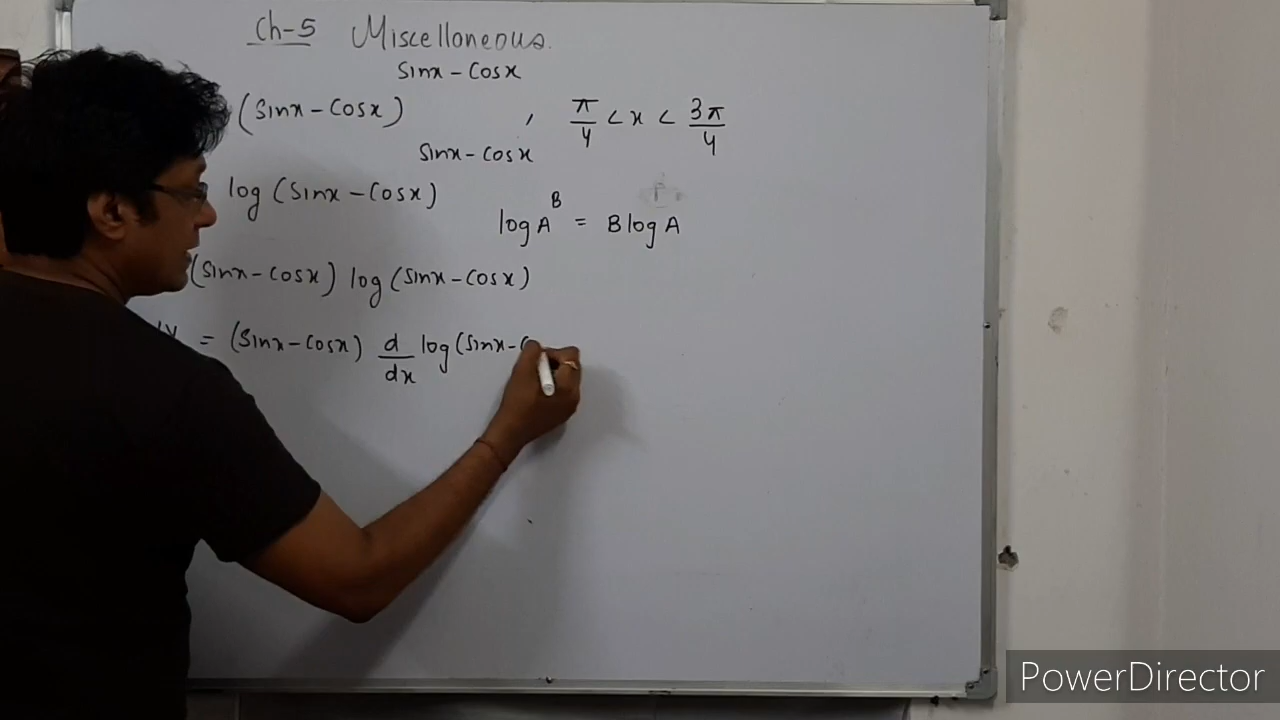 Ch-5 Miscelloneous.
Sinx - Cosx
(Sinx - Cosx) , π/4 < x < 3π/4
Sinx - Cosx
log (Sinx - Cosx)
log A^B = B log A
(Sinx - Cosx) log (Sinx - Cosx)
= (Sinx - Cosx) d/dx log (Sinx -
PowerDirector